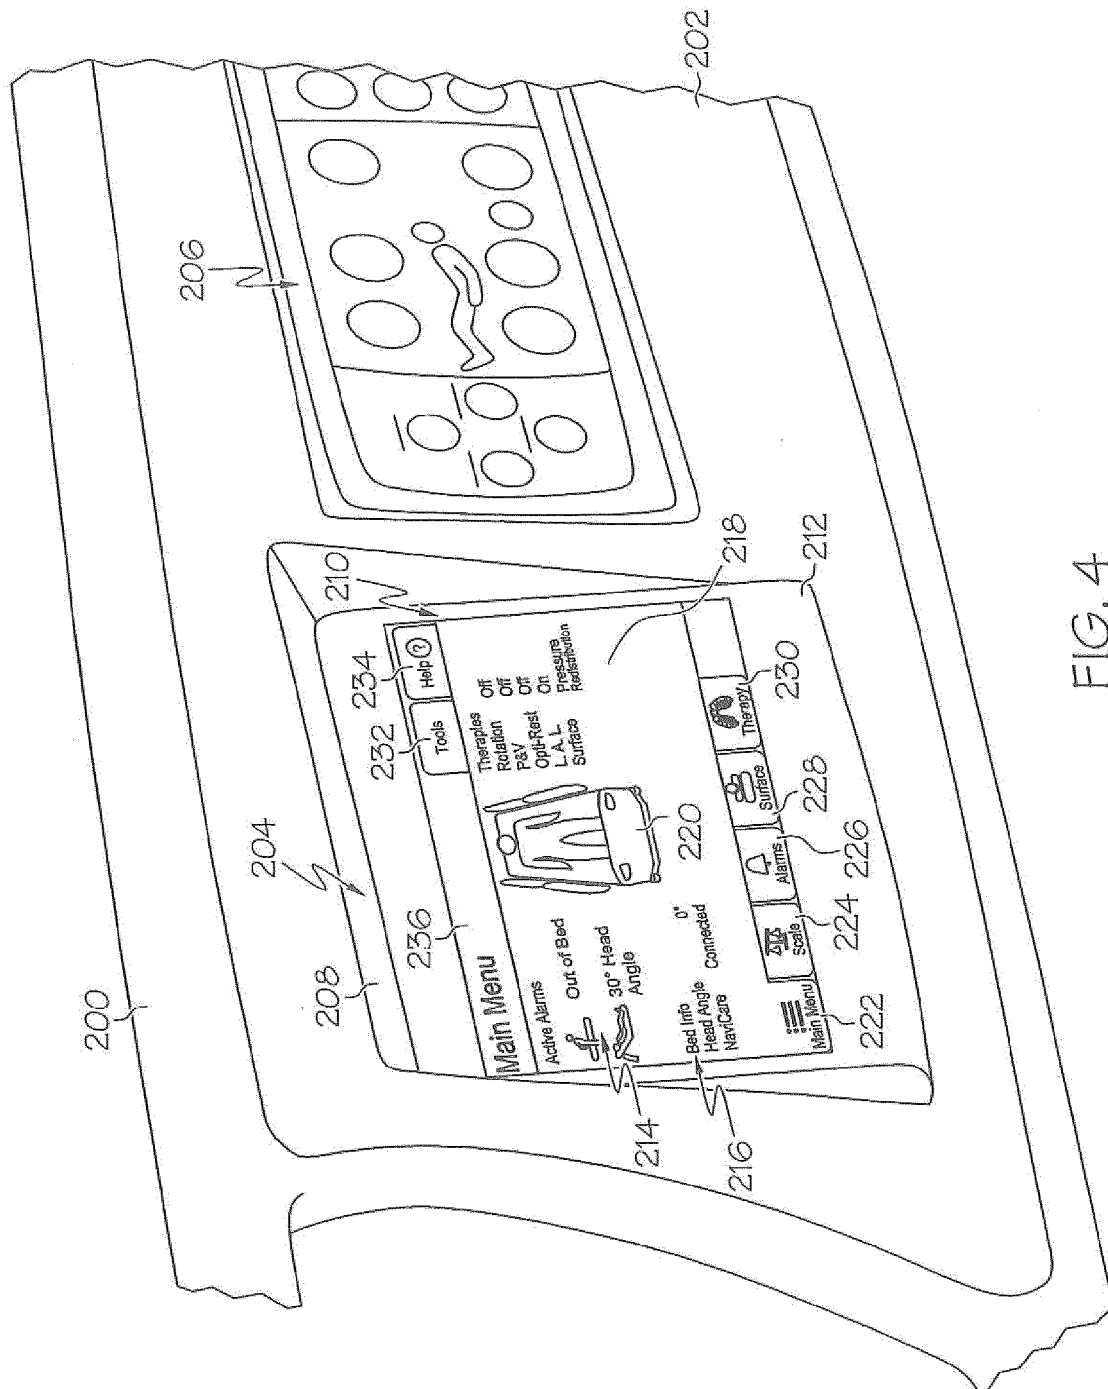 200
202
206
204
208
210
234
232
236
Help ?
Tools
Main Menu
Active Alarms
Out of Bed
30° Head
Angle
Bed Info
Head Angle 0°
NaviCare Connected
Therapies
Rotation Off
P&V Off
Opti-Rest Off
L. A. L. On
Surface Pressure
Redistribution
218
212
220
214
216
Main Menu
Scale
Alarms
Surface
Therapy
222
224
226
228
230
FIG. 4